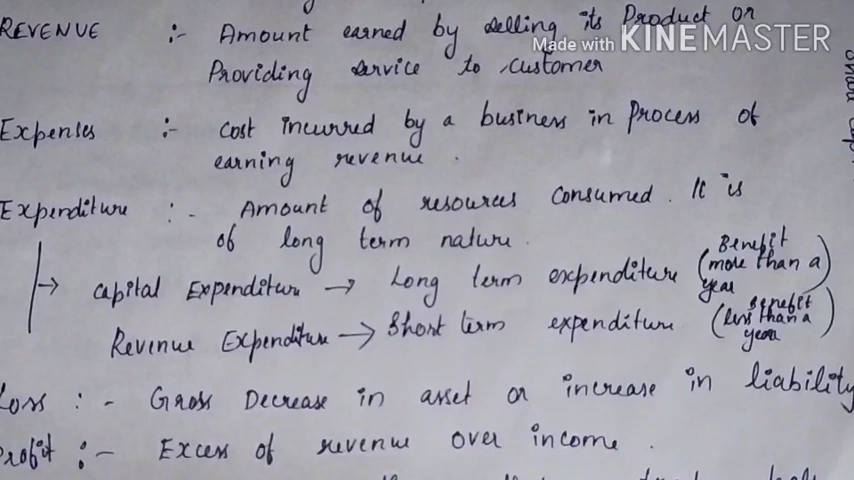 REVENUE :- Amount earned by selling its Product or
Made with KINEMASTER
Providing service to customer
Expenses :- Cost incurred by a business in Process of
earning revenue.
Expenditure :- Amount of resources consumed. It is
of long term nature.
Capital Expenditure → Long term expenditure (Benefit more than a year)
Revenue Expenditure → Short term expenditure (Benefit less than a year)
Loss :- Gross Decrease in asset or increase in liability
Profit :- Excess of revenue over income.